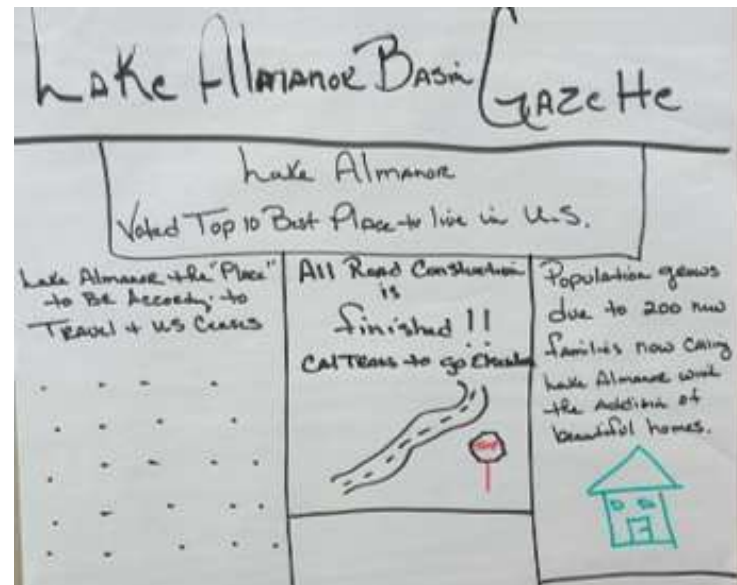 Lake Almanor Basin Gazette
Lake Almanor
Voted Top 10 Best Place to live in U.S.
Lake Almanor the "Place"
to Be According to
Travel + US Census
All Road Construction
is
finished !!
CalTrans to go
Population grows
due to 200 new
families now calling
Lake Almanor
the addition of
beautiful homes.